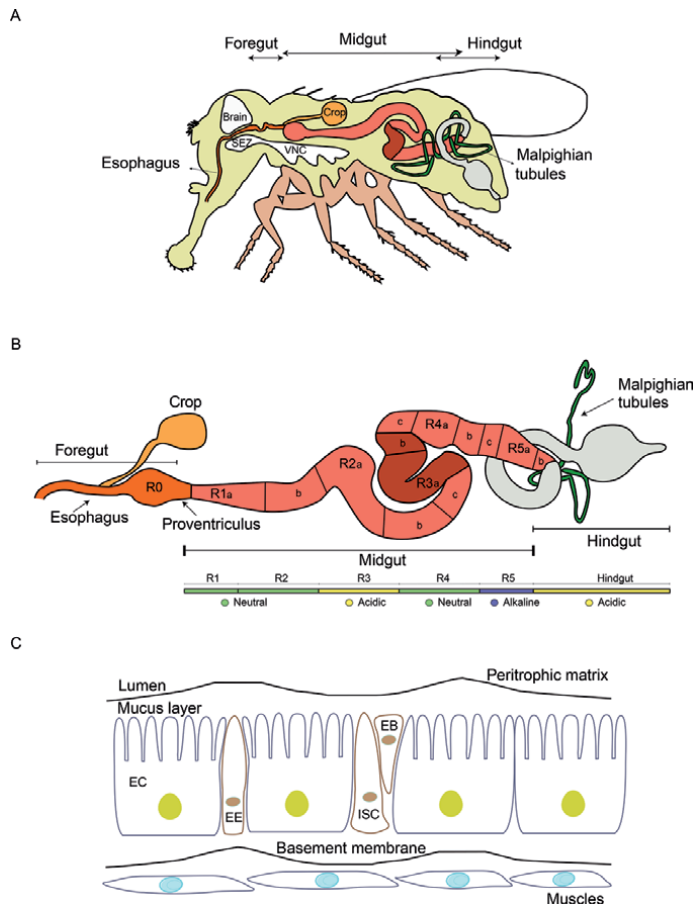 A
Foregut
Midgut
Hindgut
Brain
Crop
SEZ
VNC
Esophagus
Malpighian
tubules
B
Crop
Malpighian
tubules
Foregut
c
R4a
b
c
R5a
b
b
R2a
R3a
c
R0
R1a
b
b
Esophagus
Proventriculus
Hindgut
Midgut
R1
R2
R3
R4
R5
Hindgut
Neutral
Acidic
Neutral
Alkaline
Acidic
C
Lumen
Peritrophic matrix
Mucus layer
EB
EC
EE
ISC
Basement membrane
Muscles